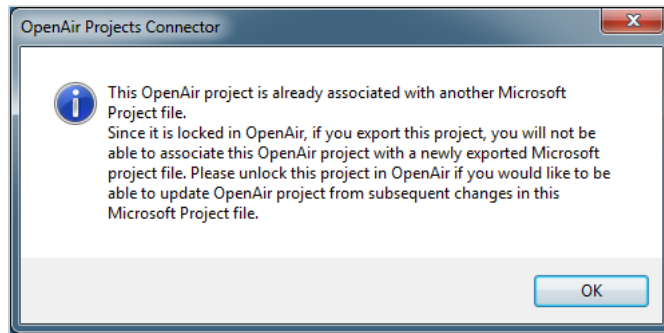 OpenAir Projects Connector
This OpenAir project is already associated with another Microsoft
Project file.
Since it is locked in OpenAir, if you export this project, you will not be
able to associate this OpenAir project with a newly exported Microsoft
project file. Please unlock this project in OpenAir if you would like to be
able to update OpenAir project from subsequent changes in this
Microsoft Project file.
OK